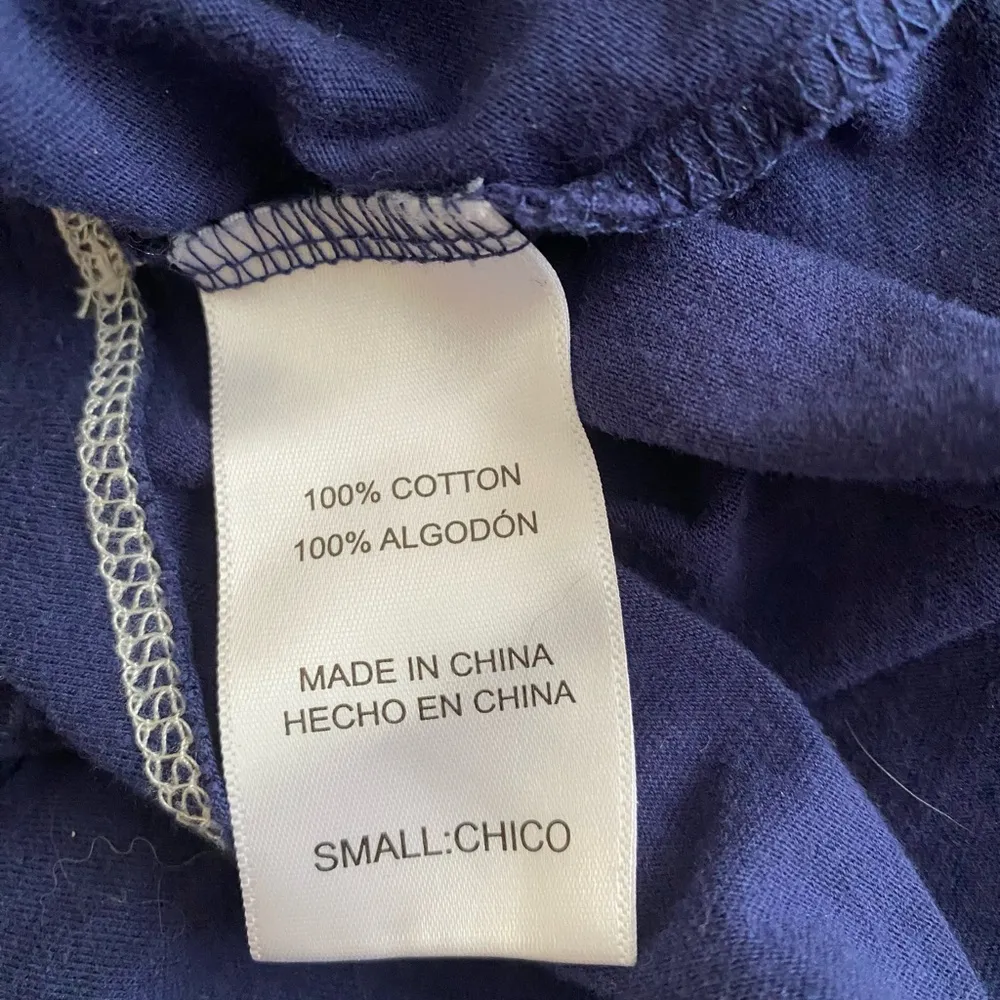 100% COTTON
100% ALGODÓN
MADE IN CHINA
HECHO EN CHINA
SMALL:CHICO